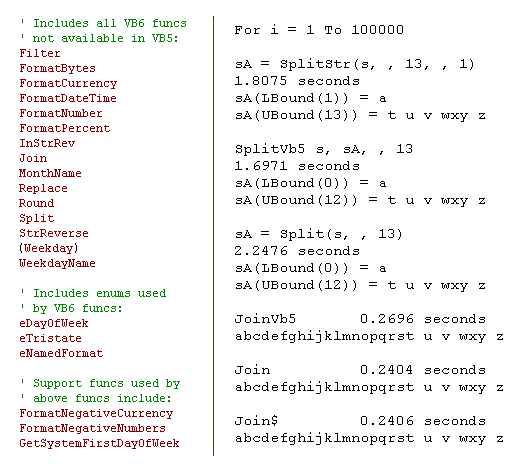 ' Includes all VB6 funcs
' not available in VB5:
Filter
FormatBytes
FormatCurrency
FormatDateTime
FormatNumber
FormatPercent
InStrRev
Join
MonthName
Replace
Round
Split
StrReverse
(Weekday)
WeekdayName
' Includes enums used
' by VB6 funcs:
eDayOfWeek
eTristate
eNamedFormat
' Support funcs used by
' above funcs include:
FormatNegativeCurrency
FormatNegativeNumbers
GetSystemFirstDayOfWeek
For i = 1 To 100000
sA = SplitStr(s, , 13, , 1)
1.8075 seconds
sA(LBound(1)) = a
sA(UBound(13)) = t u v wxy z
SplitVb5 s, sA, , 13
1.6971 seconds
sA(LBound(0)) = a
sA(UBound(12)) = t u v wxy z
sA = Split(s, , 13)
2.2476 seconds
sA(LBound(0)) = a
sA(UBound(12)) = t u v wxy z
JoinVb5 0.2696 seconds
abcdefghijklmnopqrst u v wxy z
Join 0.2404 seconds
abcdefghijklmnopqrst u v wxy z
Join$ 0.2406 seconds
abcdefghijklmnopqrst u v wxy z